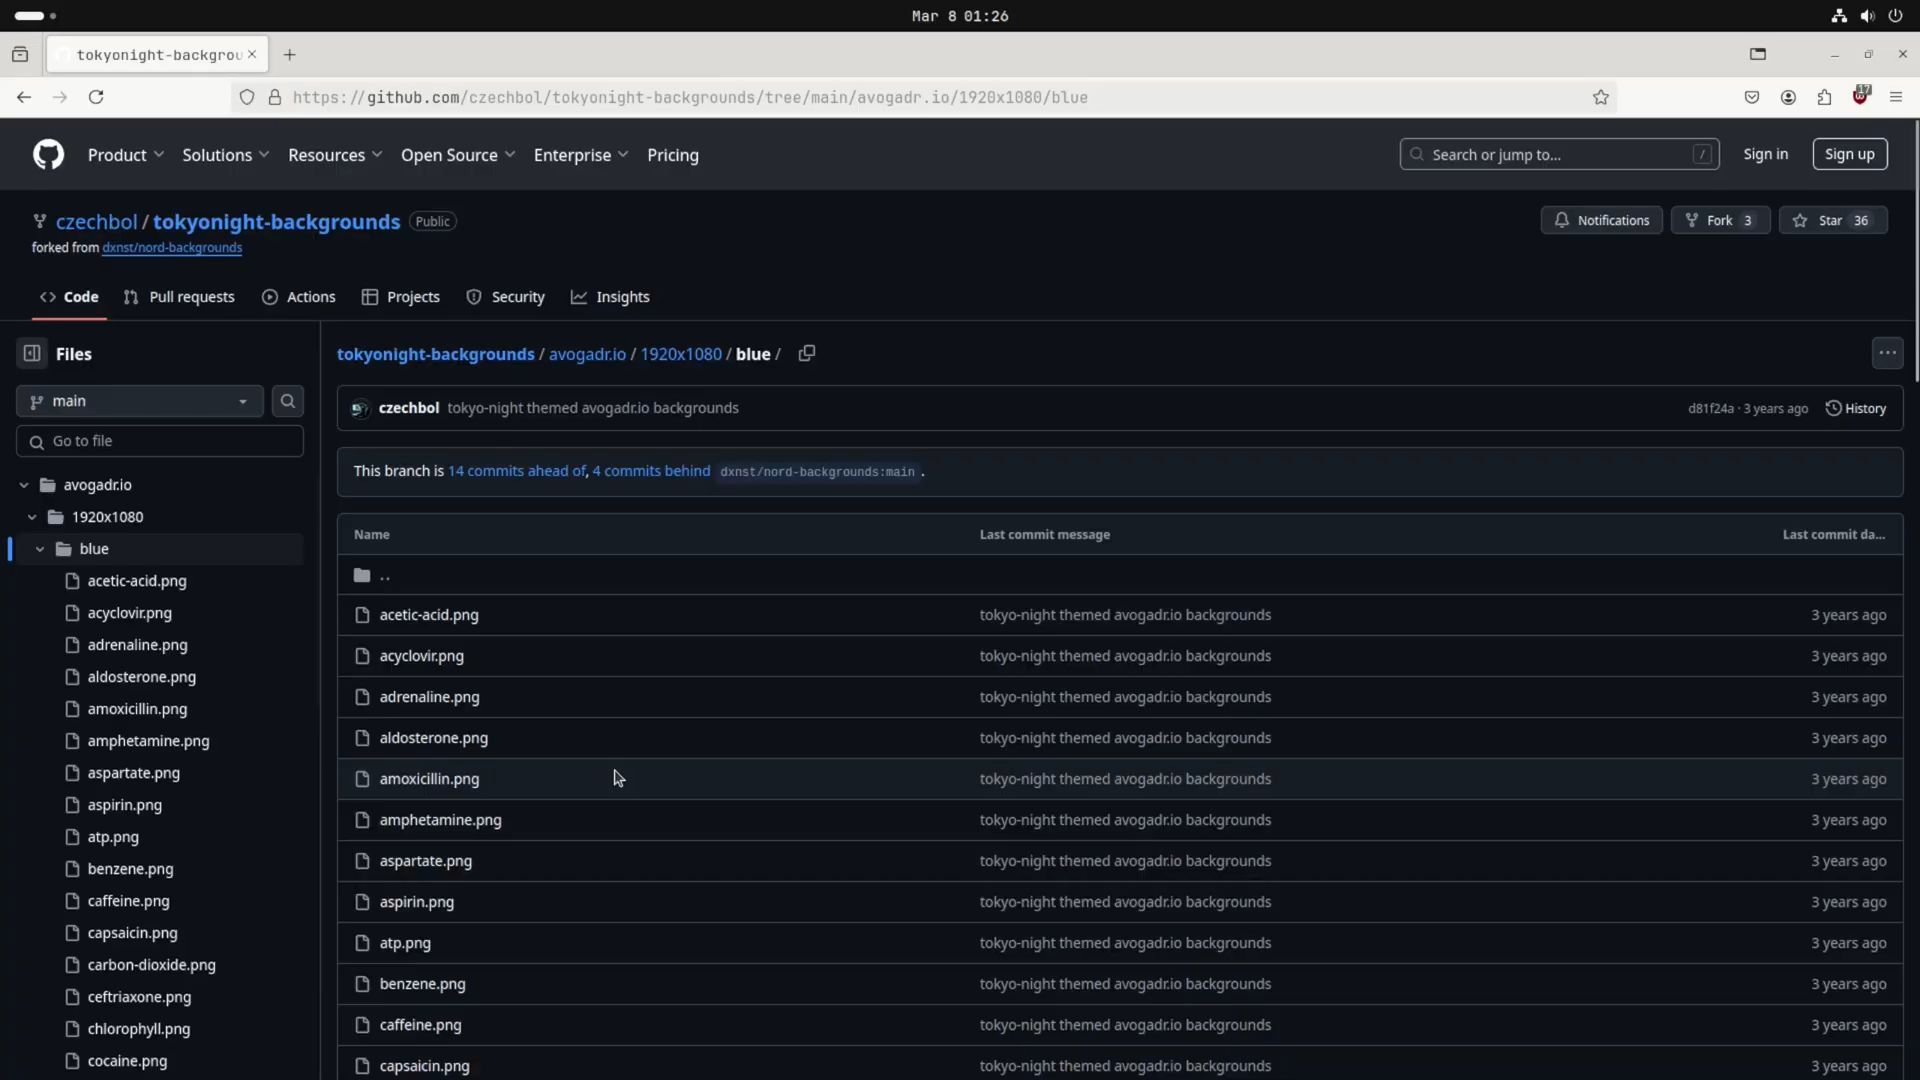 Mar 8 01:26
tokyonight-backgrou
https://github.com/czechbol/tokyonight-backgrounds/tree/main/avogadr.io/1920x1080/blue
17
Product Solutions Resources Open Source Enterprise Pricing
Search or jump to... /
Sign in
Sign up
czechbol / tokyonight-backgrounds Public
Notifications
Fork 3
Star 36
forked from dxnst/nord-backgrounds
Code Pull requests Actions Projects Security Insights
Files
main
Go to file
avogadr.io
1920x1080
blue
acetic-acid.png
acyclovir.png
adrenaline.png
aldosterone.png
amoxicillin.png
amphetamine.png
aspartate.png
aspirin.png
atp.png
benzene.png
caffeine.png
capsaicin.png
carbon-dioxide.png
ceftriaxone.png
chlorophyll.png
cocaine.png
tokyonight-backgrounds / avogadr.io / 1920x1080 / blue /
czechbol tokyo-night themed avogadr.io backgrounds d81f24a · 3 years ago History
This branch is 14 commits ahead of, 4 commits behind dxnst/nord-backgrounds:main .
Name Last commit message Last commit da...
..
acetic-acid.png tokyo-night themed avogadr.io backgrounds 3 years ago
acyclovir.png tokyo-night themed avogadr.io backgrounds 3 years ago
adrenaline.png tokyo-night themed avogadr.io backgrounds 3 years ago
aldosterone.png tokyo-night themed avogadr.io backgrounds 3 years ago
amoxicillin.png tokyo-night themed avogadr.io backgrounds 3 years ago
amphetamine.png tokyo-night themed avogadr.io backgrounds 3 years ago
aspartate.png tokyo-night themed avogadr.io backgrounds 3 years ago
aspirin.png tokyo-night themed avogadr.io backgrounds 3 years ago
atp.png tokyo-night themed avogadr.io backgrounds 3 years ago
benzene.png tokyo-night themed avogadr.io backgrounds 3 years ago
caffeine.png tokyo-night themed avogadr.io backgrounds 3 years ago
capsaicin.png tokyo-night themed avogadr.io backgrounds 3 years ago